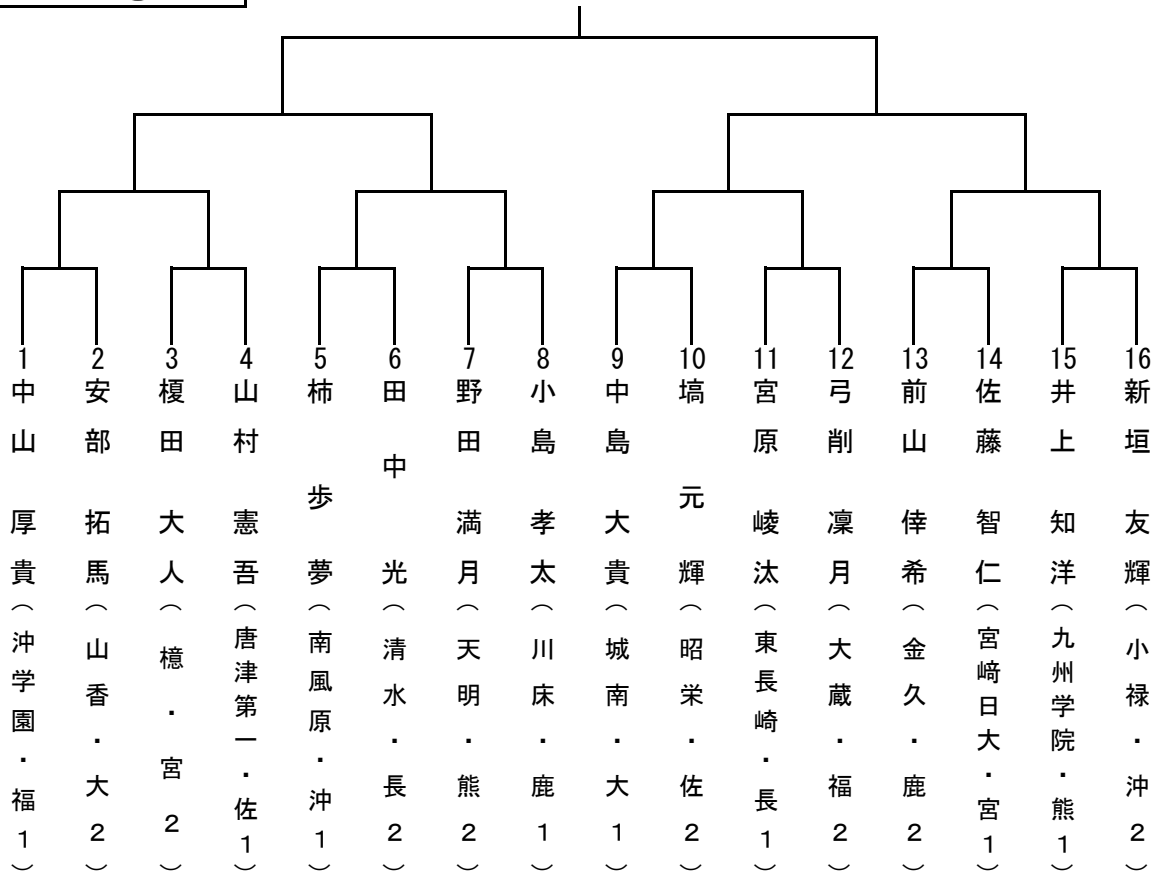 1 中山 厚貴（沖学園・福1）
2 安部 拓馬（山香・大2）
3 榎田 大人（檍・宮2）
4 山村 憲吾（唐津第一・佐1）
5 柿 歩夢（南風原・沖1）
6 田中 光（清水・長2）
7 野田 満月（天明・熊2）
8 小島 孝太（川床・鹿1）
9 中島 大貴（城南・大1）
10 塙 元輝（昭栄・佐2）
11 宮原 崚汰（東長崎・長1）
12 弓削 凜月（大蔵・福2）
13 前山 倖希（金久・鹿2）
14 佐藤 智仁（宮﨑日大・宮1）
15 井上 知洋（九州学院・熊1）
16 新垣 友輝（小禄・沖2）